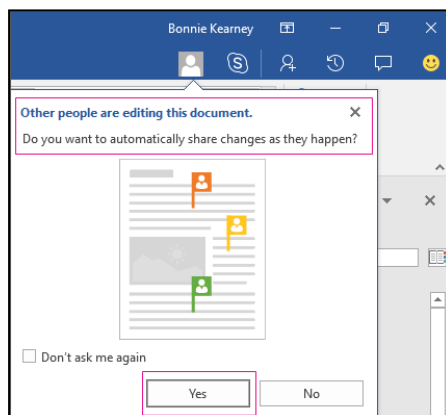 Bonnie Kearney
Other people are editing this document.
Do you want to automatically share changes as they happen?
Don't ask me again
Yes
No